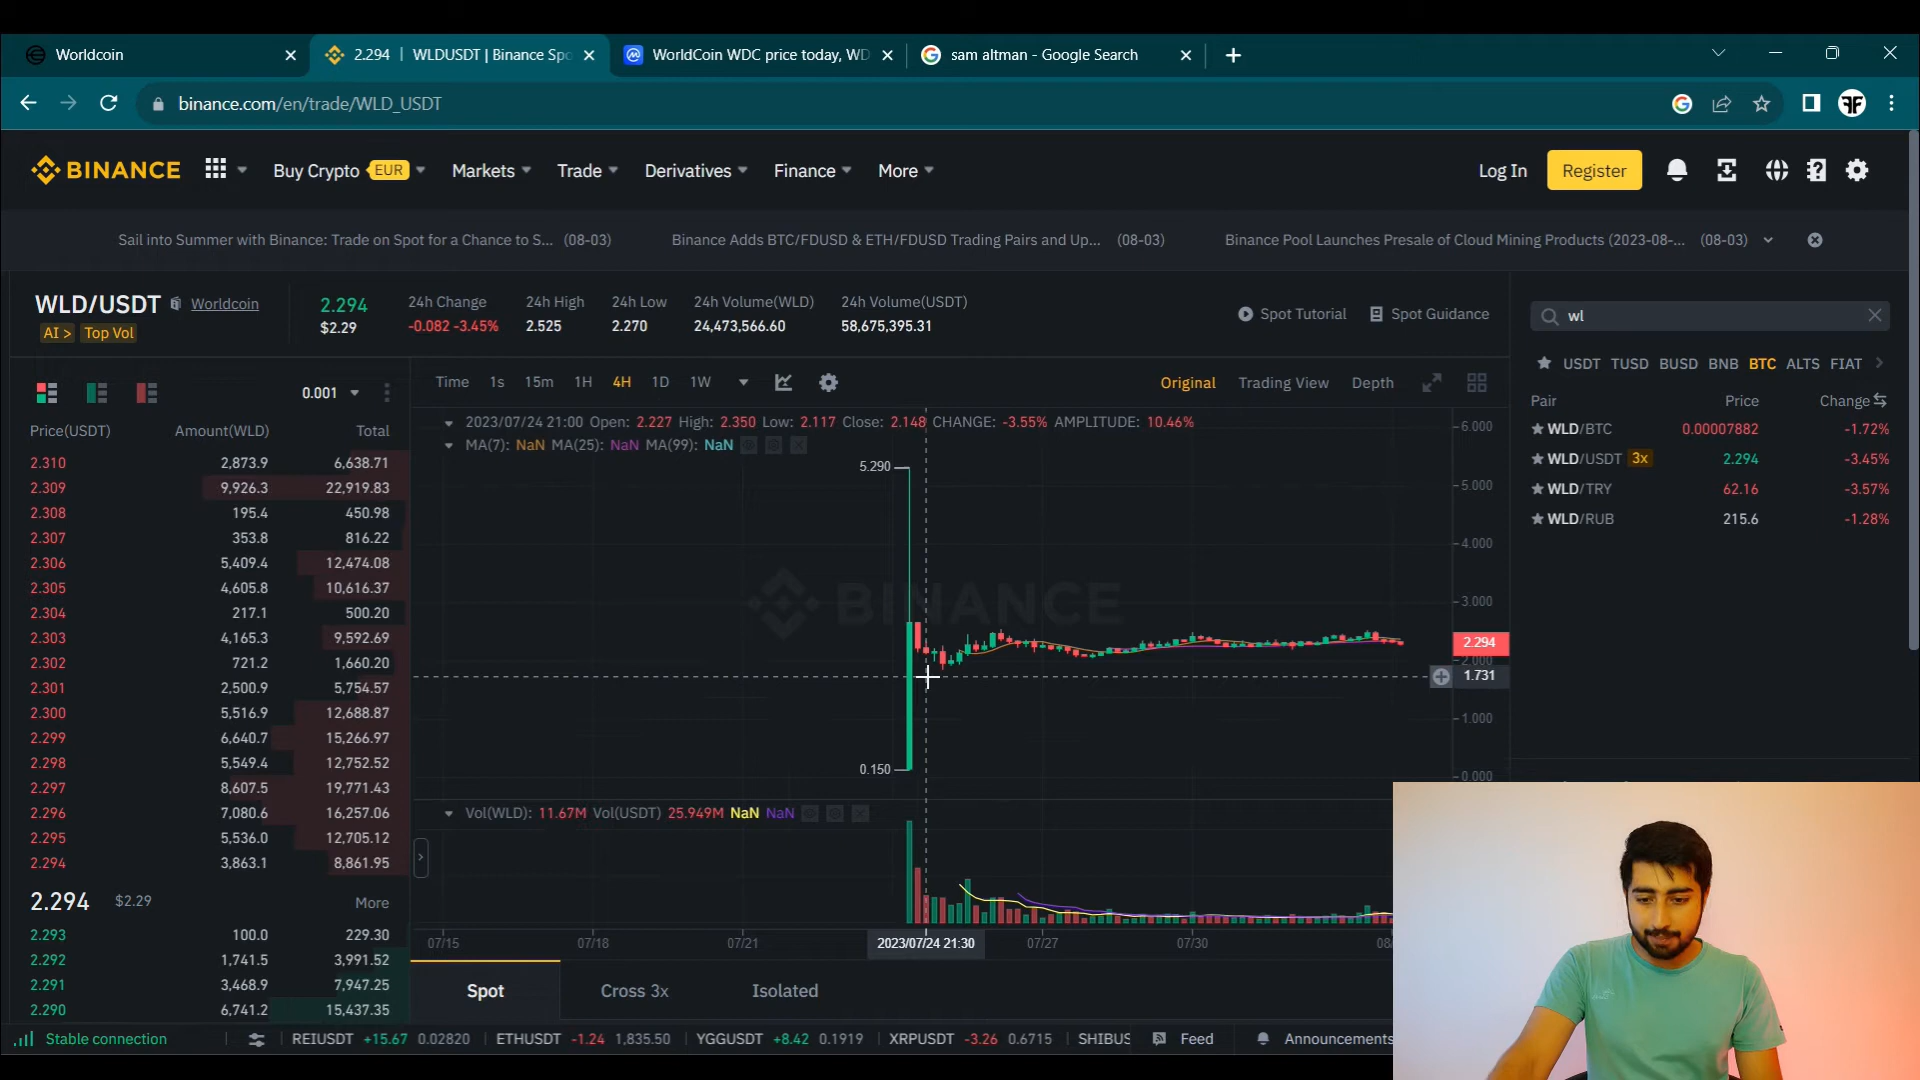 Worldcoin
2.294 | WLDUSDT | Binance Spo
WorldCoin WDC price today, WD
sam altman - Google Search
binance.com/en/trade/WLD_USDT
BINANCE
Buy Crypto EUR
Markets
Trade
Derivatives
Finance
More
Log In
Register
Sail into Summer with Binance: Trade on Spot for a Chance to S... (08-03)
Binance Adds BTC/FDUSD & ETH/FDUSD Trading Pairs and Up... (08-03)
Binance Pool Launches Presale of Cloud Mining Products (2023-08-... (08-03)
WLD/USDT Worldcoin
AI > Top Vol
2.294
$2.29
24h Change
-0.082 -3.45%
24h High
2.525
24h Low
2.270
24h Volume(WLD)
24,473,566.60
24h Volume(USDT)
58,675,395.31
Spot Tutorial
Spot Guidance
wl
0.001
Price(USDT) Amount(WLD) Total
2.310 2,873.9 6,638.71
2.309 9,926.3 22,919.83
2.308 195.4 450.98
2.307 353.8 816.22
2.306 5,409.4 12,474.08
2.305 4,605.8 10,616.37
2.304 217.1 500.20
2.303 4,165.3 9,592.69
2.302 721.2 1,660.20
2.301 2,500.9 5,754.57
2.300 5,516.9 12,688.87
2.299 6,640.7 15,266.97
2.298 5,549.4 12,752.52
2.297 8,607.5 19,771.43
2.296 7,080.6 16,257.06
2.295 5,536.0 12,705.12
2.294 3,863.1 8,861.95
2.294 $2.29 More
2.293 100.0 229.30
2.292 1,741.5 3,991.52
2.291 3,468.9 7,947.25
2.290 6,741.2 15,437.35
Time 1s 15m 1H 4H 1D 1W
Original Trading View Depth
2023/07/24 21:00 Open: 2.227 High: 2.350 Low: 2.117 Close: 2.148 CHANGE: -3.55% AMPLITUDE: 10.46%
MA(7): NaN MA(25): NaN MA(99): NaN
5.290
0.150
BINANCE
6.000
5.000
4.000
3.000
2.294
2.000
1.731
1.000
0.000
Vol(WLD): 11.67M Vol(USDT) 25.949M NaN NaN
07/15 07/18 07/21 2023/07/24 21:30 07/27 07/30 08/
Spot Cross 3x Isolated
USDT TUSD BUSD BNB BTC ALTS FIAT
Pair Price Change
WLD/BTC 0.00007882 -1.72%
WLD/USDT 3x 2.294 -3.45%
WLD/TRY 62.16 -3.57%
WLD/RUB 215.6 -1.28%
Stable connection
REIUSDT +15.67 0.02820
ETHUSDT -1.24 1,835.50
YGGUSDT +8.42 0.1919
XRPUSDT -3.26 0.6715
SHIBUS
Feed
Announcements